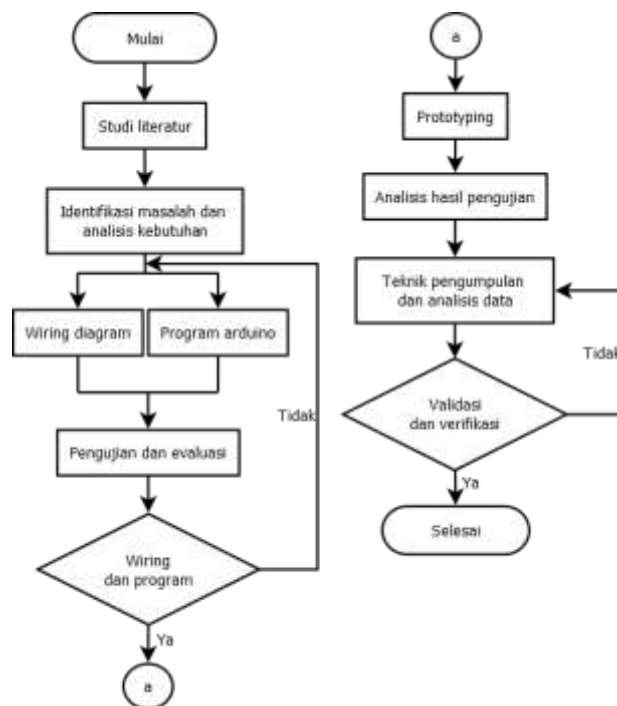 Mulai
Studi literatur
Identifikasi masalah dan
analisis kebutuhan
Wiring diagram
Program arduino
Pengujian dan evaluasi
Tidak
Wiring
dan program
Ya
a
a
Prototyping
Analisis hasil pengujian
Teknik pengumpulan
dan analisis data
Tidak
Validasi
dan verifikasi
Ya
Selesai